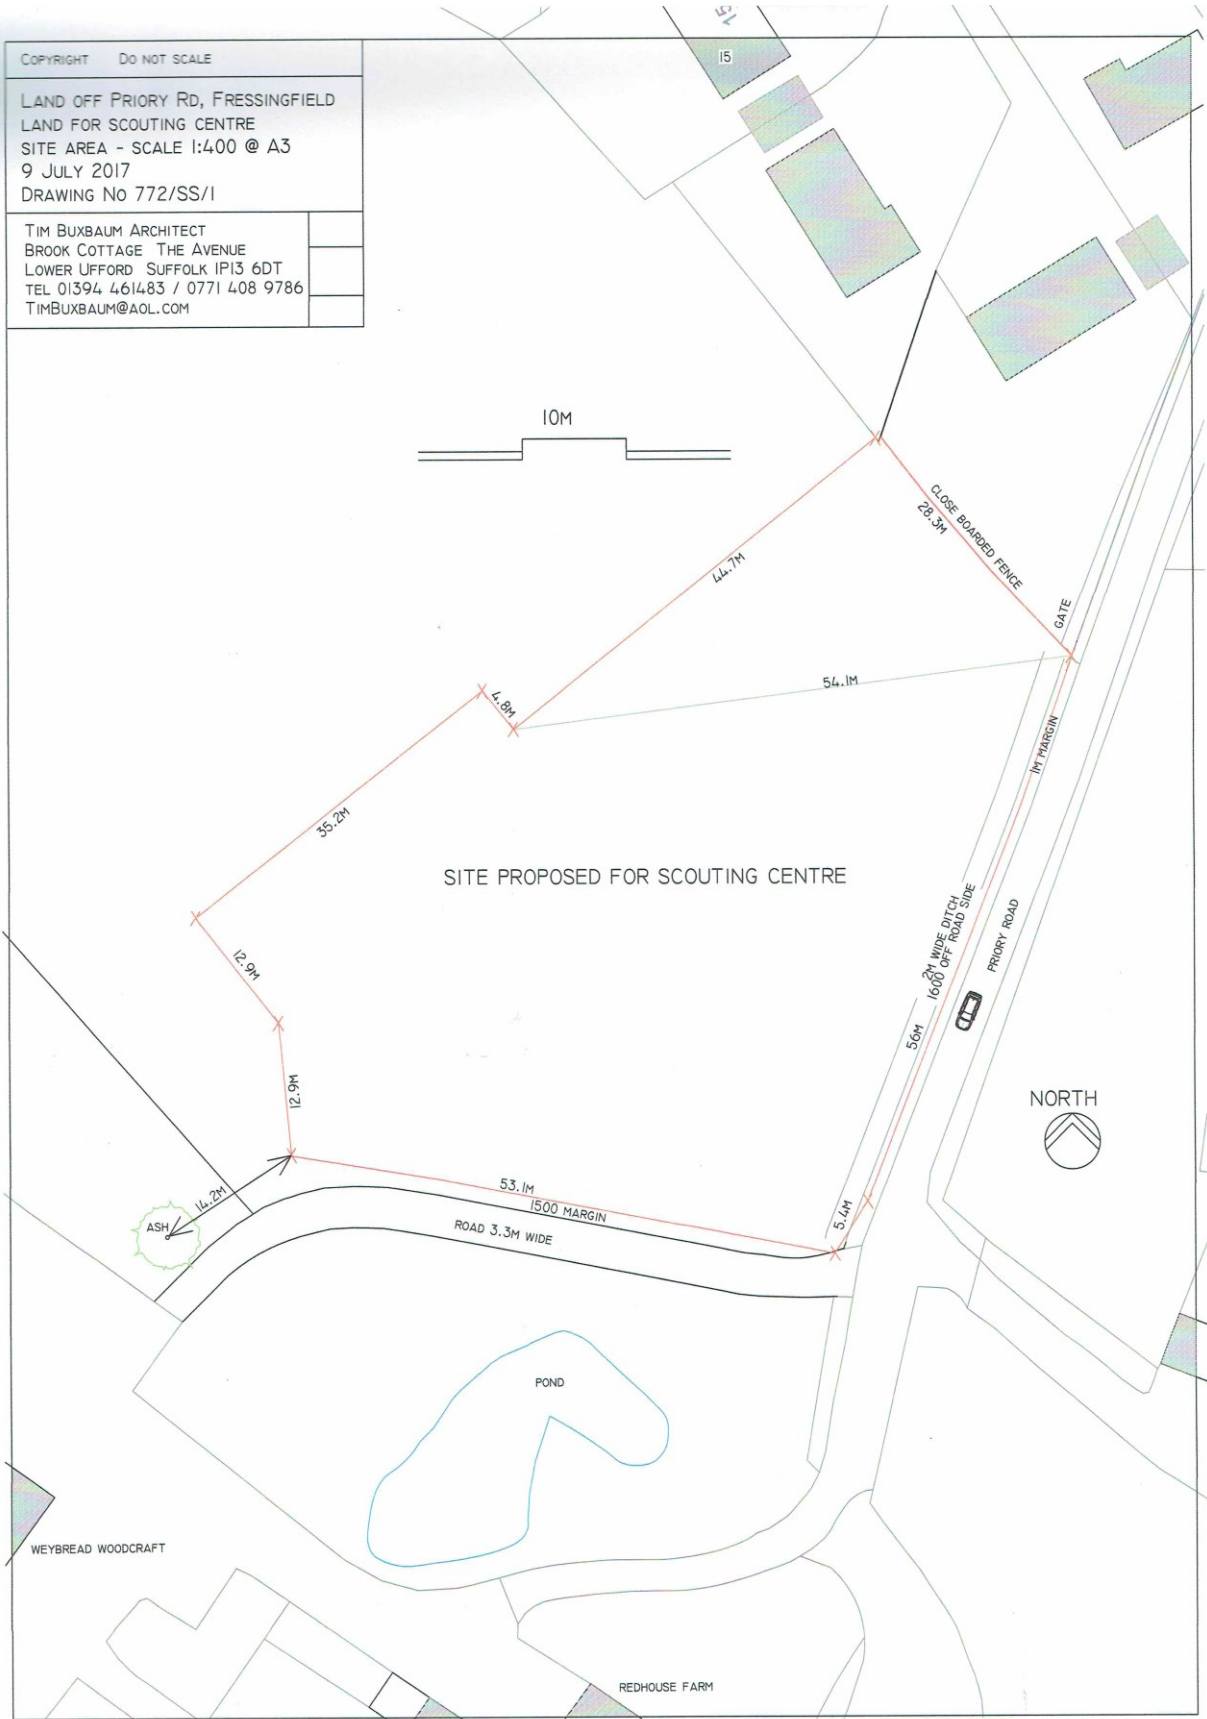 15
15
COPYRIGHT DO NOT SCALE
LAND OFF PRIORY RD, FRESSINGFIELD
LAND FOR SCOUTING CENTRE
SITE AREA - SCALE 1:400 @ A3
9 JULY 2017
DRAWING NO 772/SS/1
TIM BUXBAUM ARCHITECT
BROOK COTTAGE THE AVENUE
LOWER UFFORD SUFFOLK IP13 6DT
TEL 01394 461483 / 0771 408 9786
TIMBUXBAUM@AOL.COM
10M
CLOSE BOARDED FENCE
28.3M
44.7M
GATE
54.1M
4.8M
1M MARGIN
35.2M
SITE PROPOSED FOR SCOUTING CENTRE
2M WIDE DITCH
1600 OFF ROAD SIDE
PRIORY ROAD
12.9M
56M
12.9M
NORTH
53.1M
1500 MARGIN
14.2M
5.4M
ASH
ROAD 3.3M WIDE
POND
WEYBREAD WOODCRAFT
REDHOUSE FARM